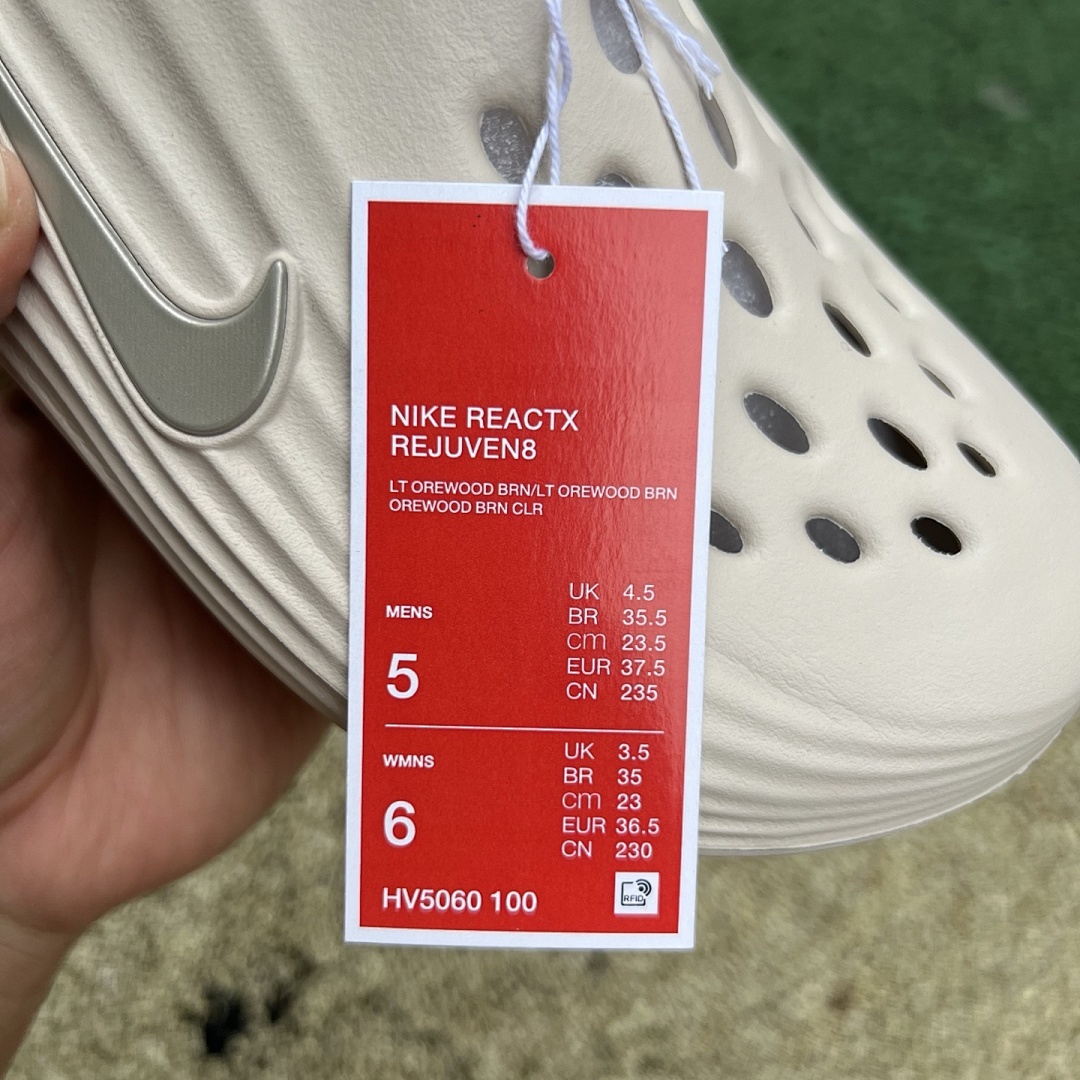 NIKE REACTX
REJUVEN8
LT OREWOOD BRN/LT OREWOOD BRN
OREWOOD BRN CLR
MENS
5
UK 4.5
BR 35.5
cm 23.5
EUR 37.5
CN 235
WMNS
6
UK 3.5
BR 35
cm 23
EUR 36.5
CN 230
HV5060 100
RFID